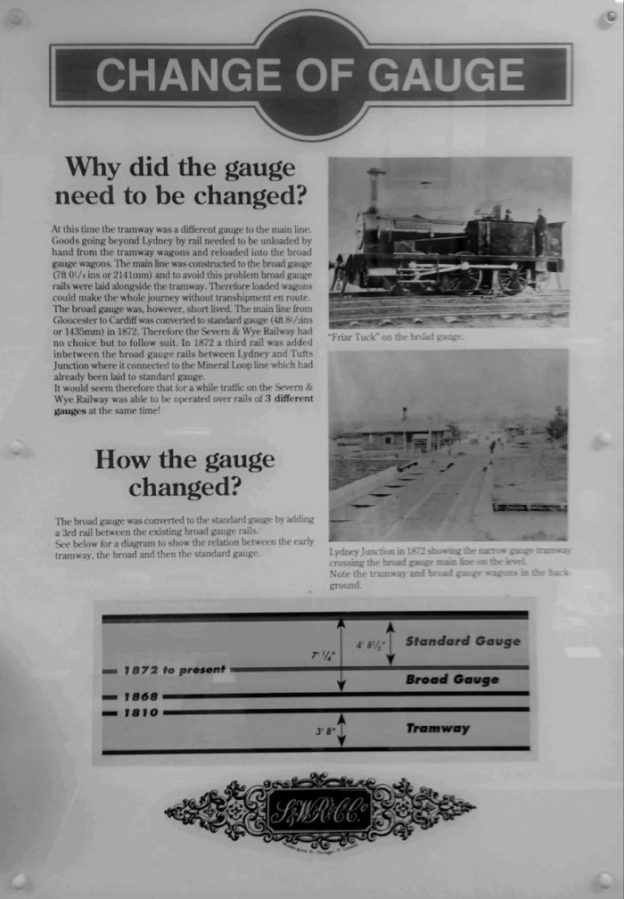 CHANGE OF GAUGE
Why did the gauge
need to be changed?
At this time the tramway was a different gauge to the main line.
Goods going beyond Lydney by rail needed to be unloaded by
hand from the tramway wagons and reloaded into the broad
gauge wagons. The main line was constructed to the broad gauge
(7ft 0¼ ins or 2141mm) and to avoid this problem broad gauge
rails were laid alongside the tramway. Therefore loaded wagons
could make the whole journey without transhipment en route.
The broad gauge was, however, short lived. The main line from
Gloucester to Cardiff was converted to standard gauge (4ft 8½ins
or 1435mm) in 1872. Therefore the Severn & Wye Railway had
no choice but to follow suit. In 1872 a third rail was added
inbetween the broad gauge rails between Lydney and Tufts
Junction where it connected to the Mineral Loop line which had
already been laid to standard gauge.
It would seem therefore that for a while traffic on the Severn &
Wye Railway was able to be operated over rails of 3 different
gauges at the same time!
"Friar Tuck" on the broad gauge.
How the gauge
changed?
The broad gauge was converted to the standard gauge by adding
a 3rd rail between the existing broad gauge rails.
See below for a diagram to show the relation between the early
tramway, the broad and then the standard gauge.
Lydney Junction in 1872 showing the narrow gauge tramway
crossing the broad gauge main line on the level.
Note the tramway and broad gauge wagons in the back-
ground.
4' 8½" Standard Gauge
7' ¼"
1872 to present
Broad Gauge
1868
1810
3' 8" Tramway
S&WR&CCo